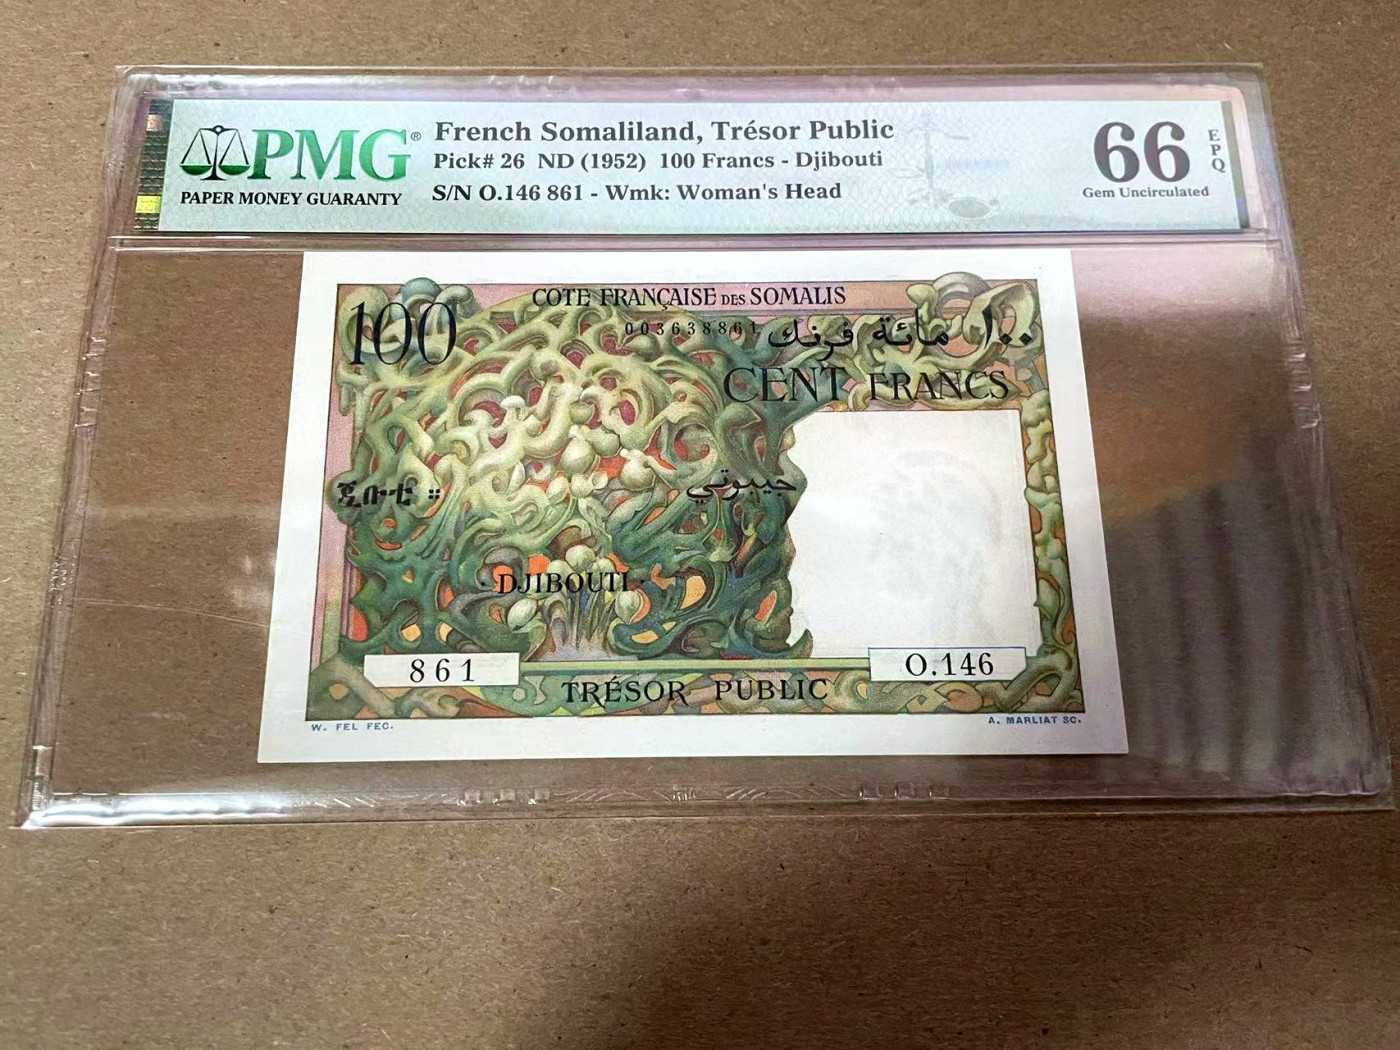 PMG®
PAPER MONEY GUARANTY
French Somaliland, Trésor Public
Pick# 26 ND (1952) 100 Francs - Djibouti
S/N O.146 861 - Wmk: Woman's Head
66 EPQ
Gem Uncirculated
COTE FRANÇAISE DES SOMALIS
100
003638861
مائة فرنك ١٠٠
CENT FRANCS
ጂቡቲ ።
جيبوتي
· DJIBOUTI ·
861
O.146
TRÉSOR PUBLIC
W. FEL FEC.
A. MARLIAT SC.